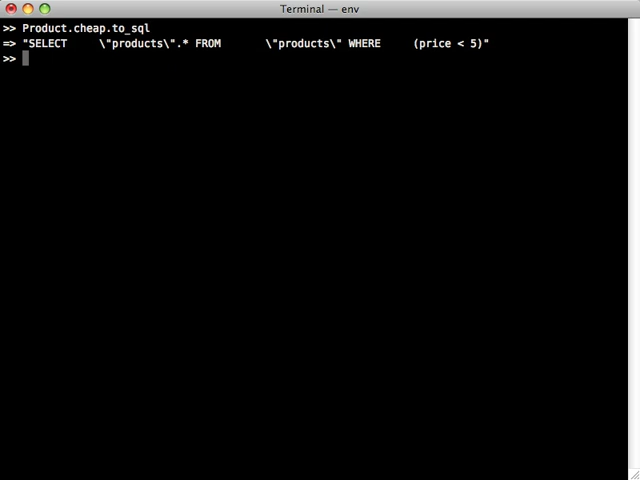 Terminal — env
>> Product.cheap.to_sql
=> "SELECT     \"products\".* FROM       \"products\" WHERE     (price < 5)"
>>